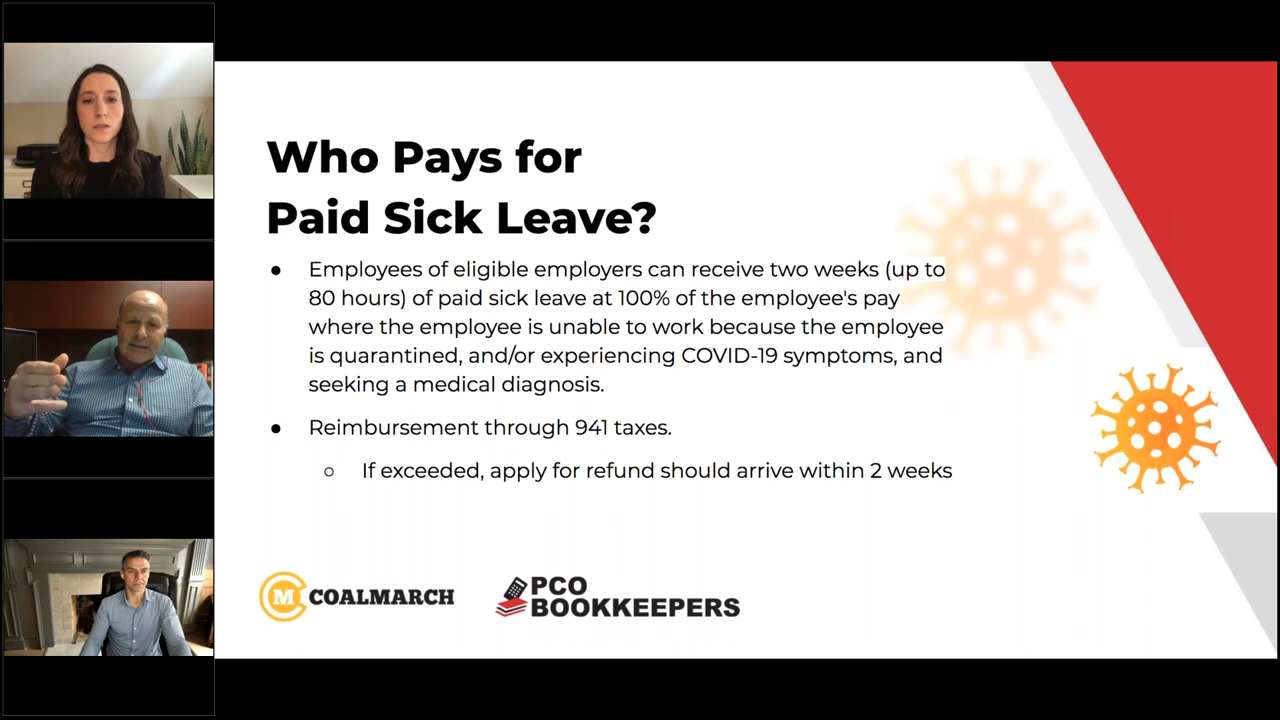 Who Pays for
Paid Sick Leave?
● Employees of eligible employers can receive two weeks (up to
80 hours) of paid sick leave at 100% of the employee's pay
where the employee is unable to work because the employee
is quarantined, and/or experiencing COVID-19 symptoms, and
seeking a medical diagnosis.
● Reimbursement through 941 taxes.
○ If exceeded, apply for refund should arrive within 2 weeks
M COALMARCH
PCO
BOOKKEEPERS